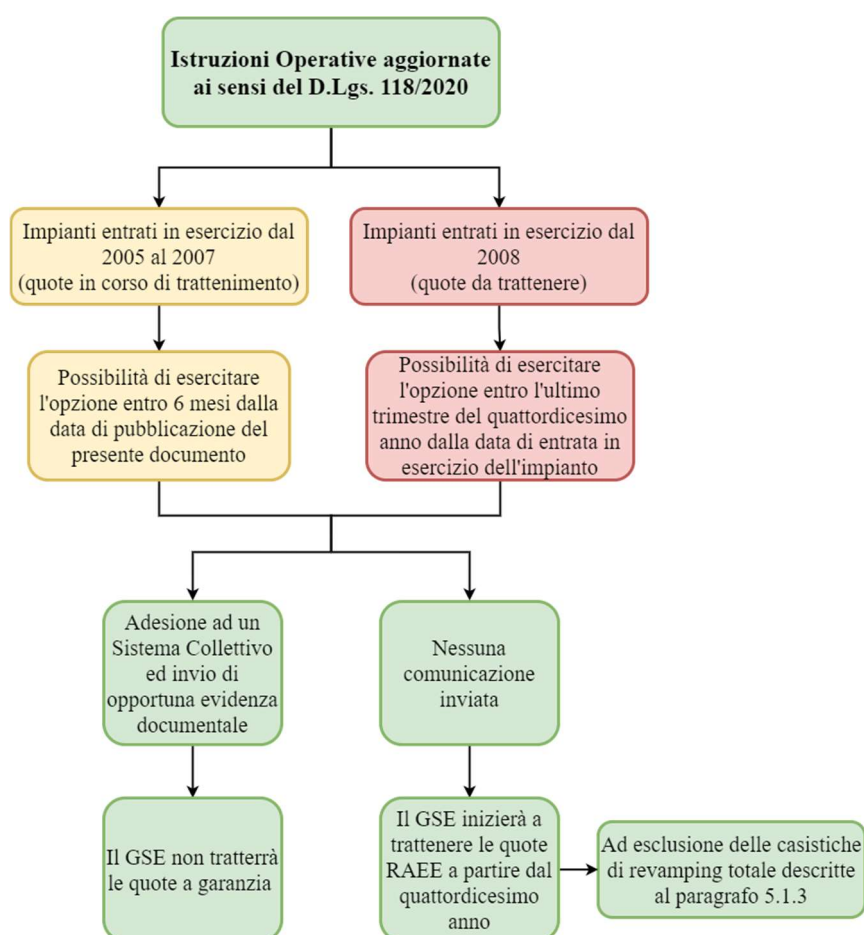 Istruzioni Operative aggiornate
ai sensi del D.Lgs. 118/2020
Impianti entrati in esercizio dal
2005 al 2007
(quote in corso di trattenimento)
Impianti entrati in esercizio dal
2008
(quote da trattenere)
Possibilità di esercitare
l'opzione entro 6 mesi dalla
data di pubblicazione del
presente documento
Possibilità di esercitare
l'opzione entro l'ultimo
trimestre del quattordicesimo
anno dalla data di entrata in
esercizio dell'impianto
Adesione ad un
Sistema Collettivo
ed invio di
opportuna evidenza
documentale
Nessuna
comunicazione
inviata
Il GSE non tratterrà
le quote a garanzia
Il GSE inizierà a
trattenere le quote
RAEE a partire dal
quattordicesimo
anno
Ad esclusione delle casistiche
di revamping totale descritte
al paragrafo 5.1.3